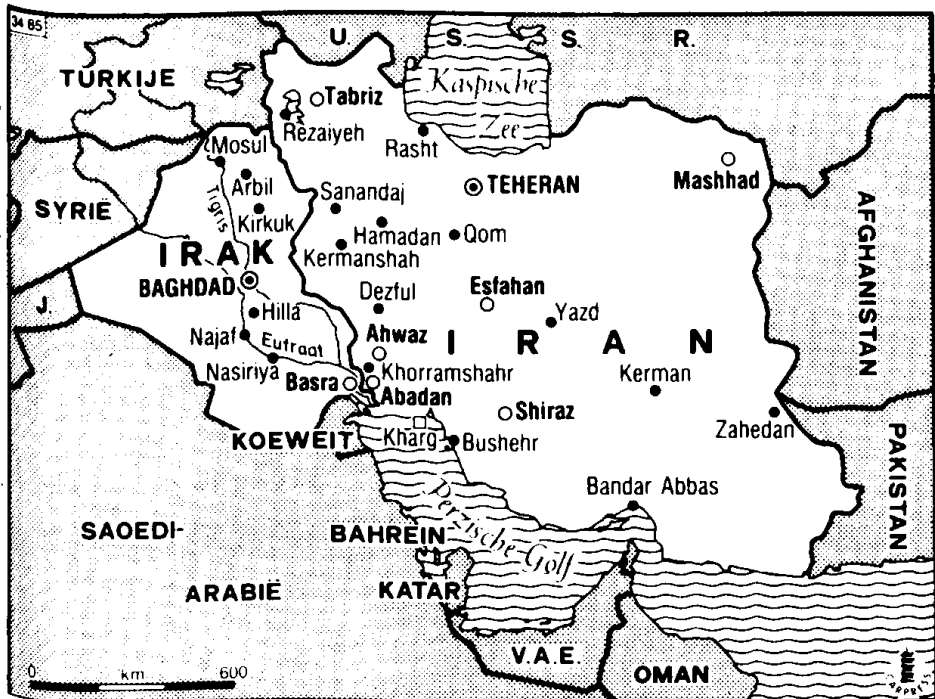 34 85
U. S. S. R.
TURKIJE
Kaspische
Zee
Tabriz
Rezaiyeh
Rasht
Mosul
Arbil
Kirkuk
Tigris
Sanandaj
TEHERAN
Mashhad
SYRIË
IRAK
Hamadan
Qom
Kermanshah
AFGHANISTAN
BAGHDAD
J.
Hilla
Dezful
Esfahan
Yazd
Najaf
Eufraat
Ahwaz
IRAN
Nasiriya
Basra
Khorramshahr
Abadan
Kerman
Shiraz
Zahedan
KOEWEIT
Kharg
Bushehr
PAKISTAN
Bandar Abbas
Perzische-Golf
SAOEDI-
ARABIË
BAHREIN
KATAR
V.A.E.
OMAN
0 km 600